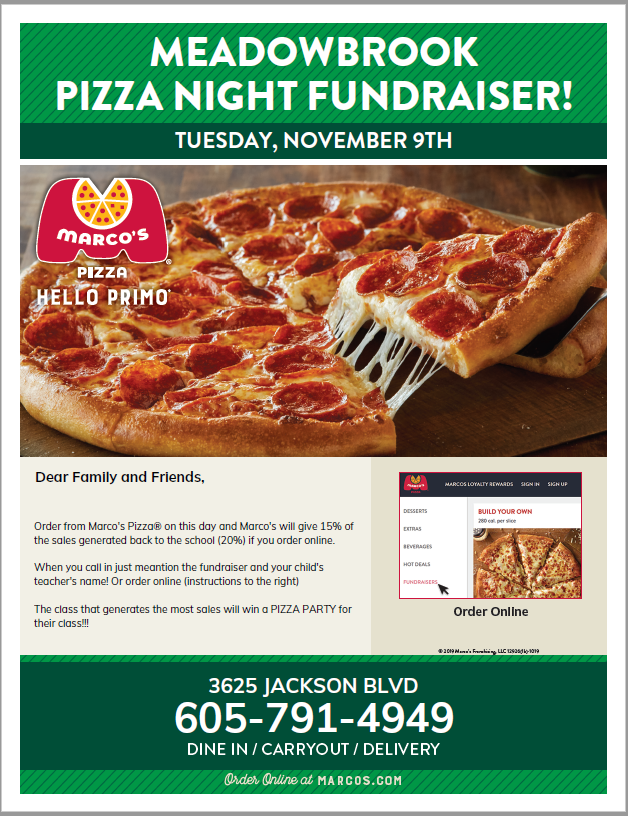 MEADOWBROOK
PIZZA NIGHT FUNDRAISER!
TUESDAY, NOVEMBER 9TH
MARCO'S
®
PIZZA
HELLO PRIMO
Dear Family and Friends,
Order from Marco's Pizza® on this day and Marco's will give 15% of
the sales generated back to the school (20%) if you order online.
When you call in just meantion the fundraiser and your child's
teacher's name! Or order online (instructions to the right)
The class that generates the most sales will win a PIZZA PARTY for
their class!!!
MARCO'S
MARCOS LOYALTY REWARDS SIGN IN SIGN UP
DESSERTS
EXTRAS
BEVERAGES
HOT DEALS
FUNDRAISERS
BUILD YOUR OWN
280 cal. per slice
Order Online
© 2019 Marco's Franchising, LLC
3625 JACKSON BLVD
605-791-4949
DINE IN / CARRYOUT / DELIVERY
Order Online at MARCOS.COM